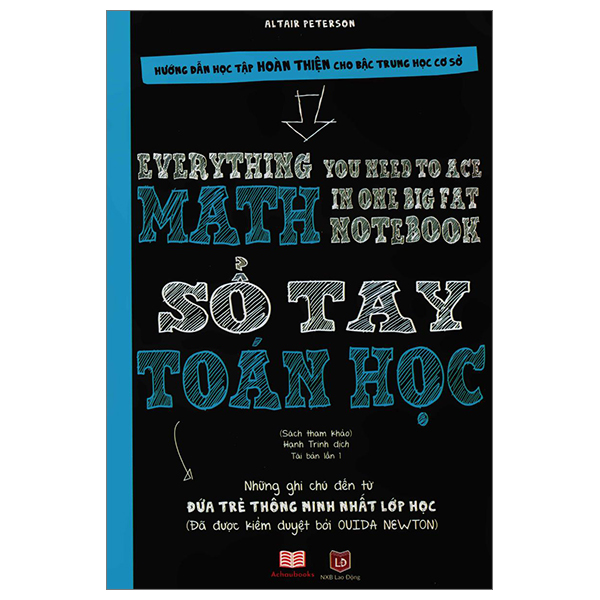 ALTAIR PETERSON
HƯỚNG DẪN HỌC TẬP HOÀN THIỆN CHO BẬC TRUNG HỌC CƠ SỞ
EVERYTHING YOU NEED TO ACE
MATH IN ONE BIG FAT
NOTEBOOK
SỔ TAY
TOÁN HỌC
(Sách tham khảo)
Hạnh Trinh dịch
Tái bản lần 1
Những ghi chú đến từ
ĐỨA TRẺ THÔNG MINH NHẤT LỚP HỌC
(Đã được kiểm duyệt bởi OUIDA NEWTON)
Achaubooks
LĐ
NXB Lao Động